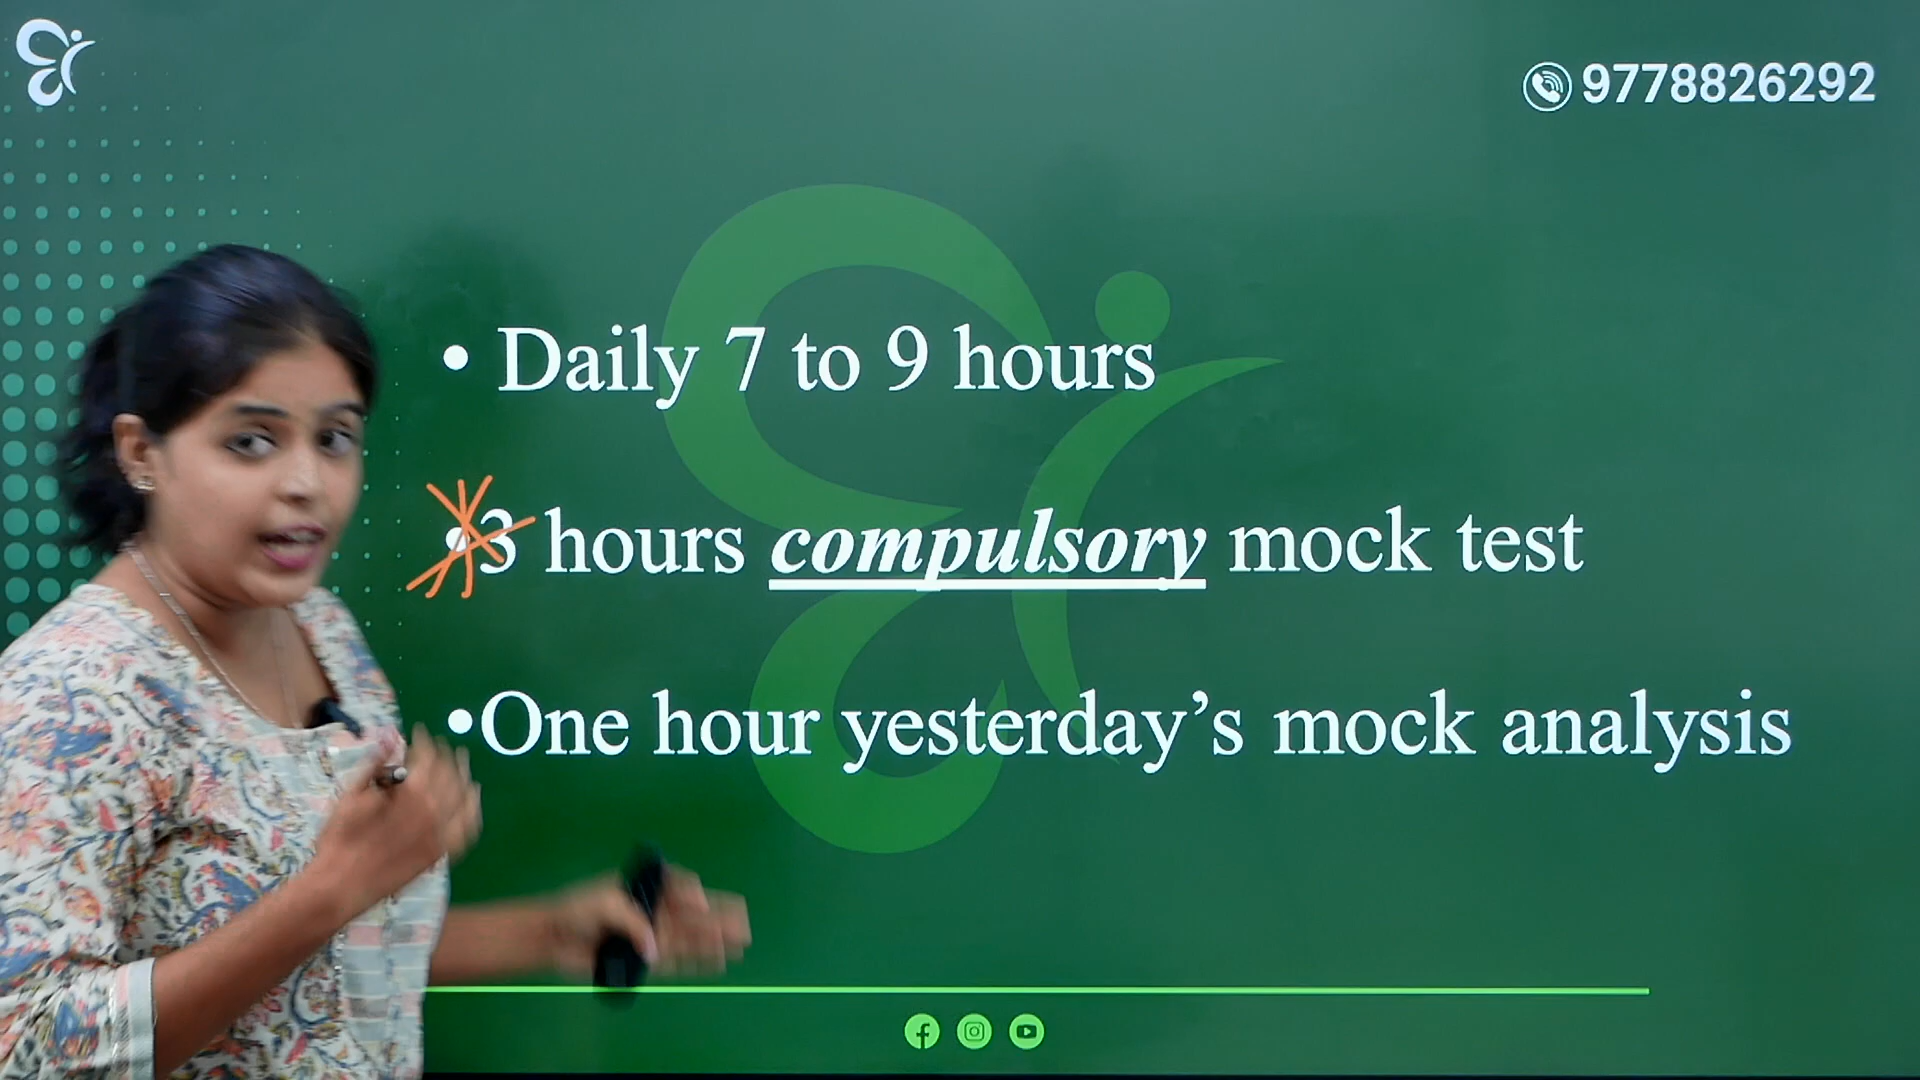 9778826292
• Daily 7 to 9 hours
•3 hours compulsory mock test
•One hour yesterday’s mock analysis